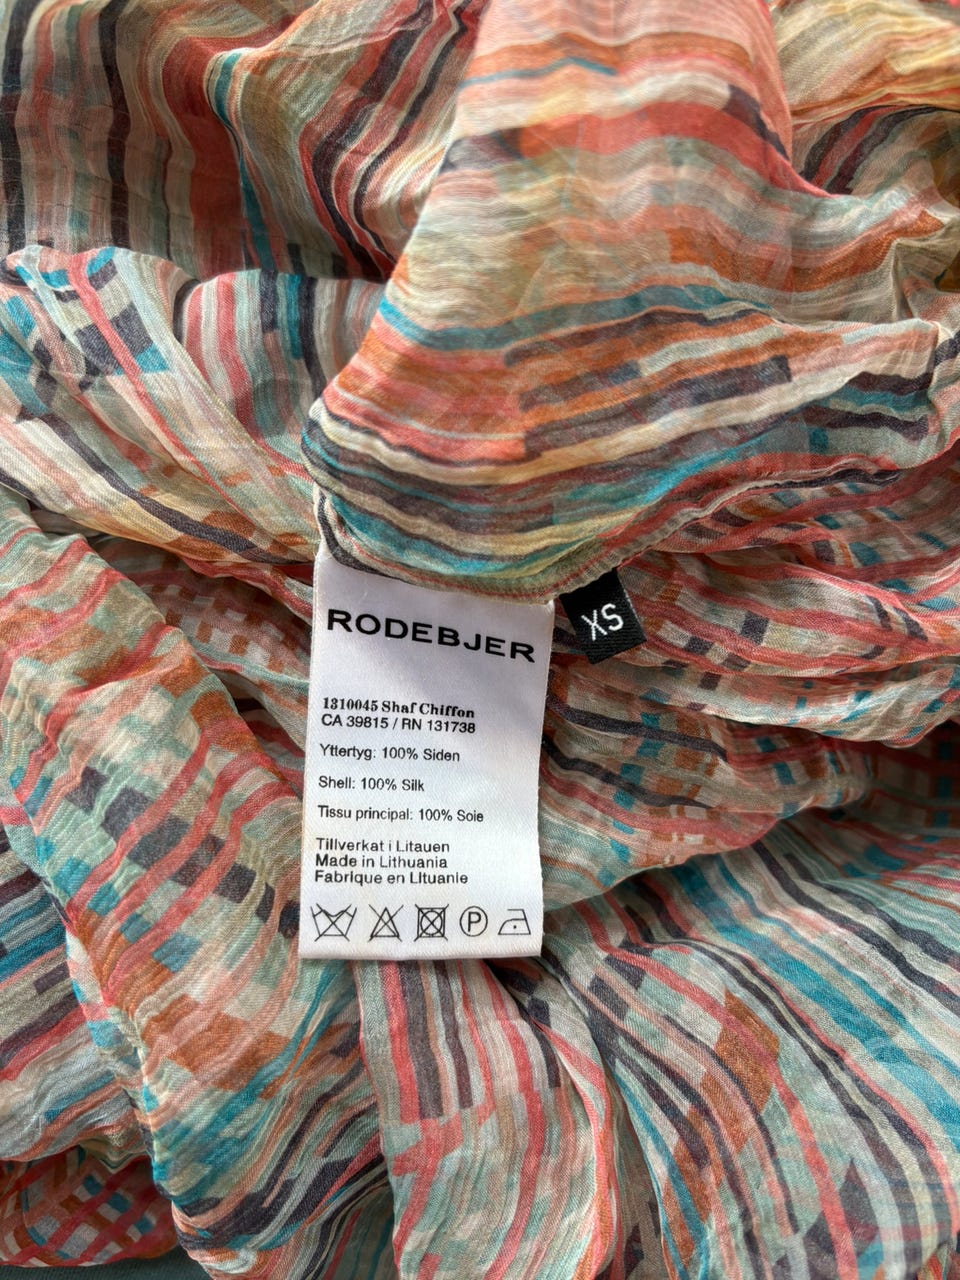 RODEBJER
XS
1310045 Shaf Chiffon
CA 39815 / RN 131738
Yttertyg: 100% Siden
Shell: 100% Silk
Tissu principal: 100% Soie
Tillverkat i Litauen
Made in Lithuania
Fabrique en Lituanie
P